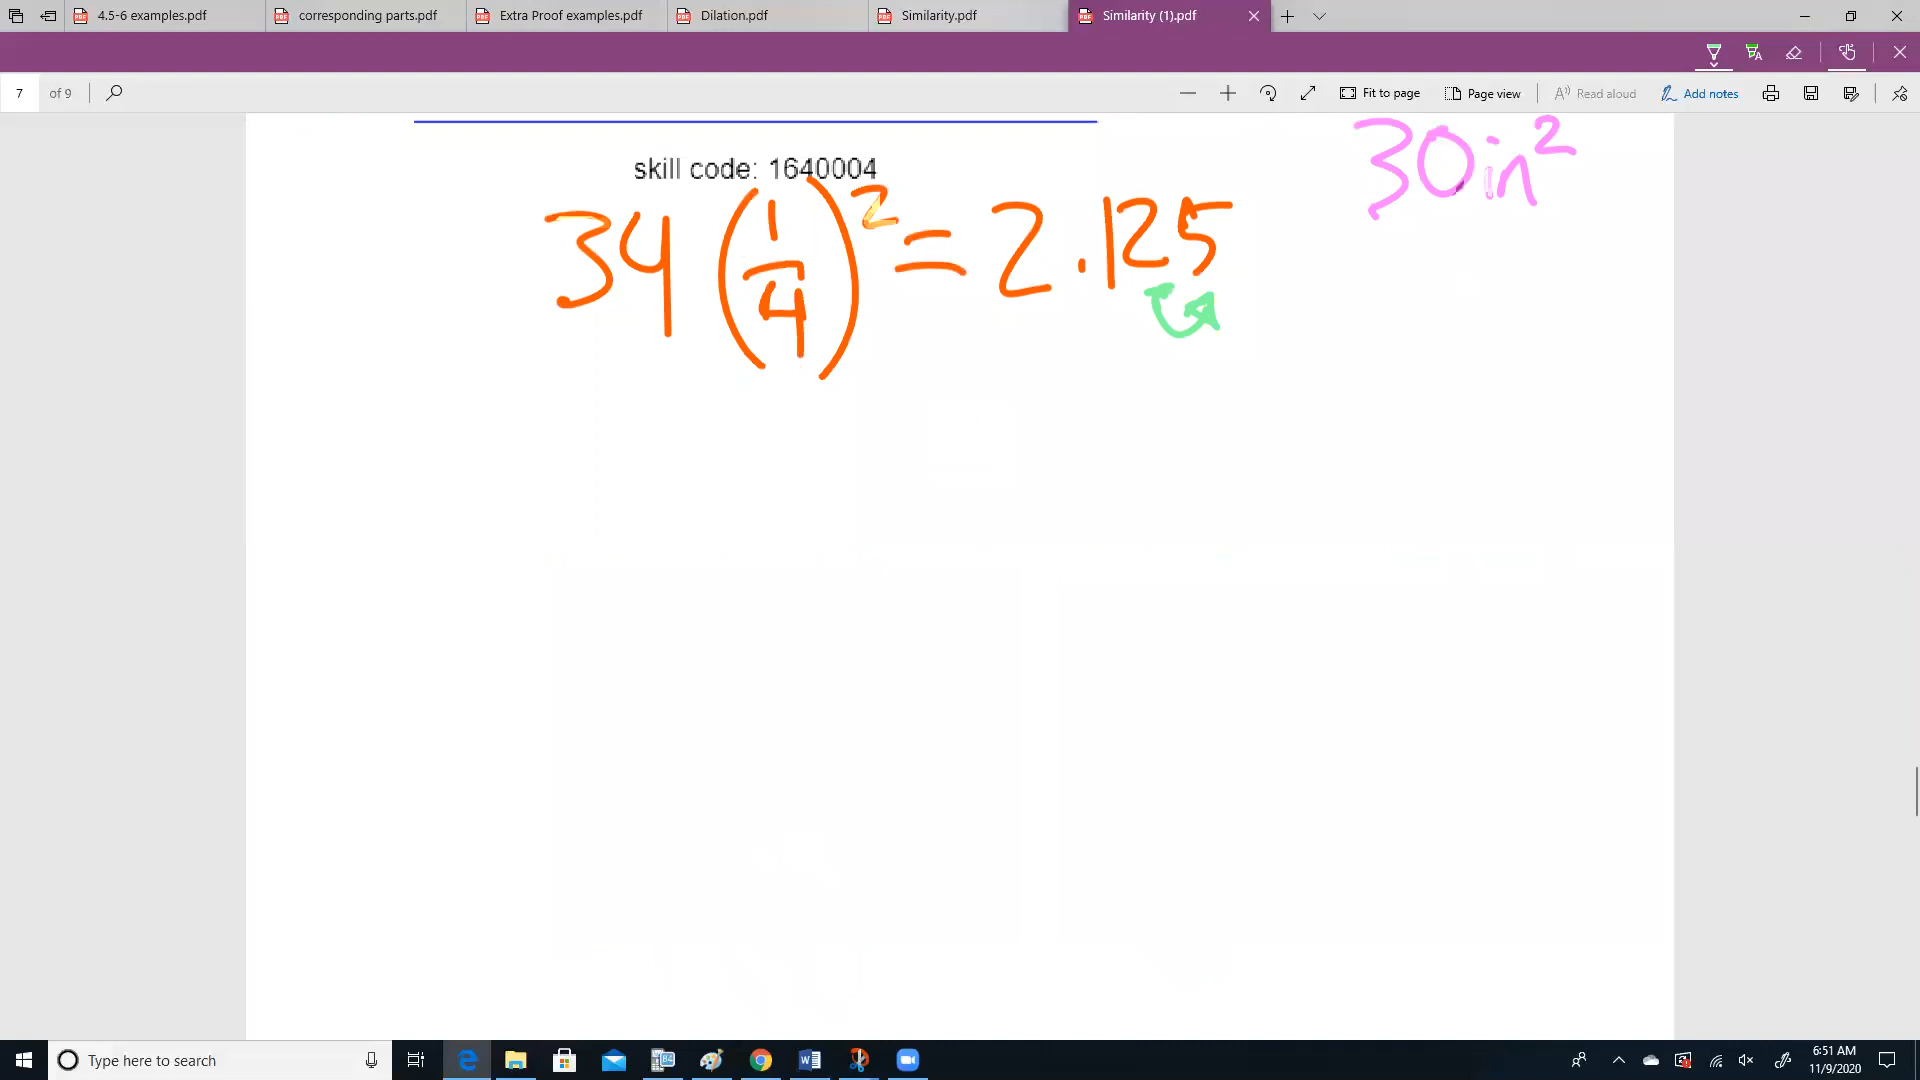 4.5-6 examples.pdf
corresponding parts.pdf
Extra Proof examples.pdf
Dilation.pdf
Similarity.pdf
Similarity (1).pdf
7 of 9
Fit to page
Page view
Read aloud
Add notes
30in²
skill code: 1640004
34 (1/4)² = 2.125
Type here to search
6:51 AM
11/9/2020